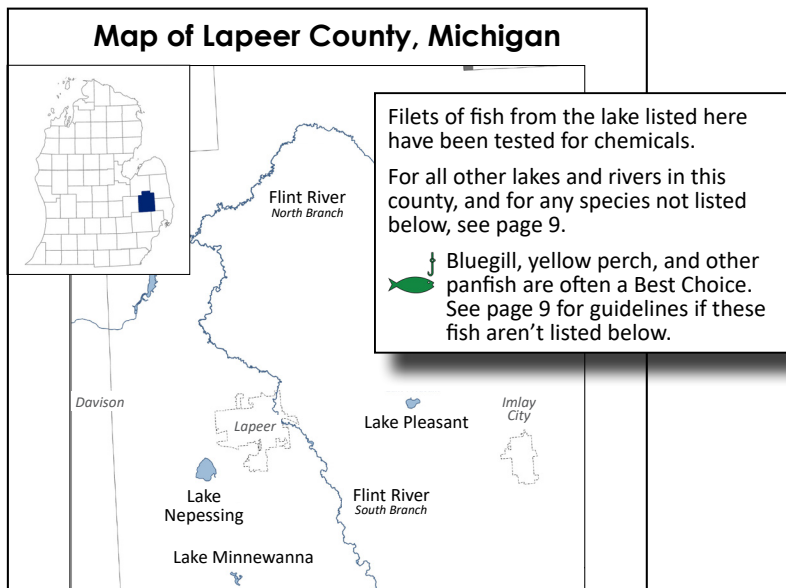 Map of Lapeer County, Michigan
Filets of fish from the lake listed here
have been tested for chemicals.
For all other lakes and rivers in this
county, and for any species not listed
below, see page 9.
Bluegill, yellow perch, and other
panfish are often a Best Choice.
See page 9 for guidelines if these
fish aren’t listed below.
Flint River
North Branch
Davison
Lapeer
Lake Pleasant
Imlay
City
Lake
Nepessing
Flint River
South Branch
Lake Minnewanna